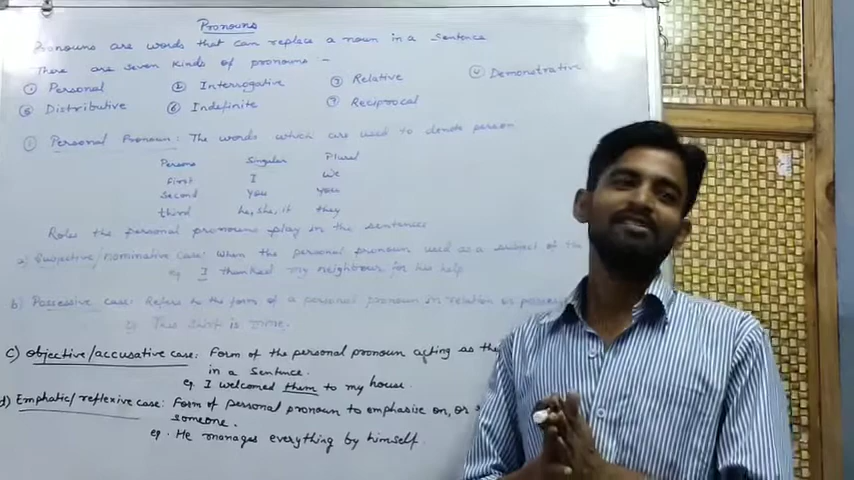 Pronouns
Pronouns are words that can replace a noun in a sentence
There are seven kinds of pronouns -
① Personal ② Interrogative ③ Relative ④ Demonstrative
⑤ Distributive ⑥ Indefinite ⑦ Reciprocal
① Personal Pronoun: The words which are used to denote person
Person Singular Plural
First I We
Second You You
third he, she, it they
Roles the personal pronouns play in the sentences
a) Subjective/nominative case: When the personal pronoun used as a subject of the
eg I thanked my neighbour for his help
b) Possessive case: Refers to the form of a personal pronoun in relation or
eg This shirt is mine.
c) Objective/accusative case: Form of the personal pronoun acting as the
in a sentence.
eg I welcomed them to my house.
d) Emphatic/reflexive case: Form of personal pronoun to emphasise on, or
someone.
eg. He manages everything by himself.